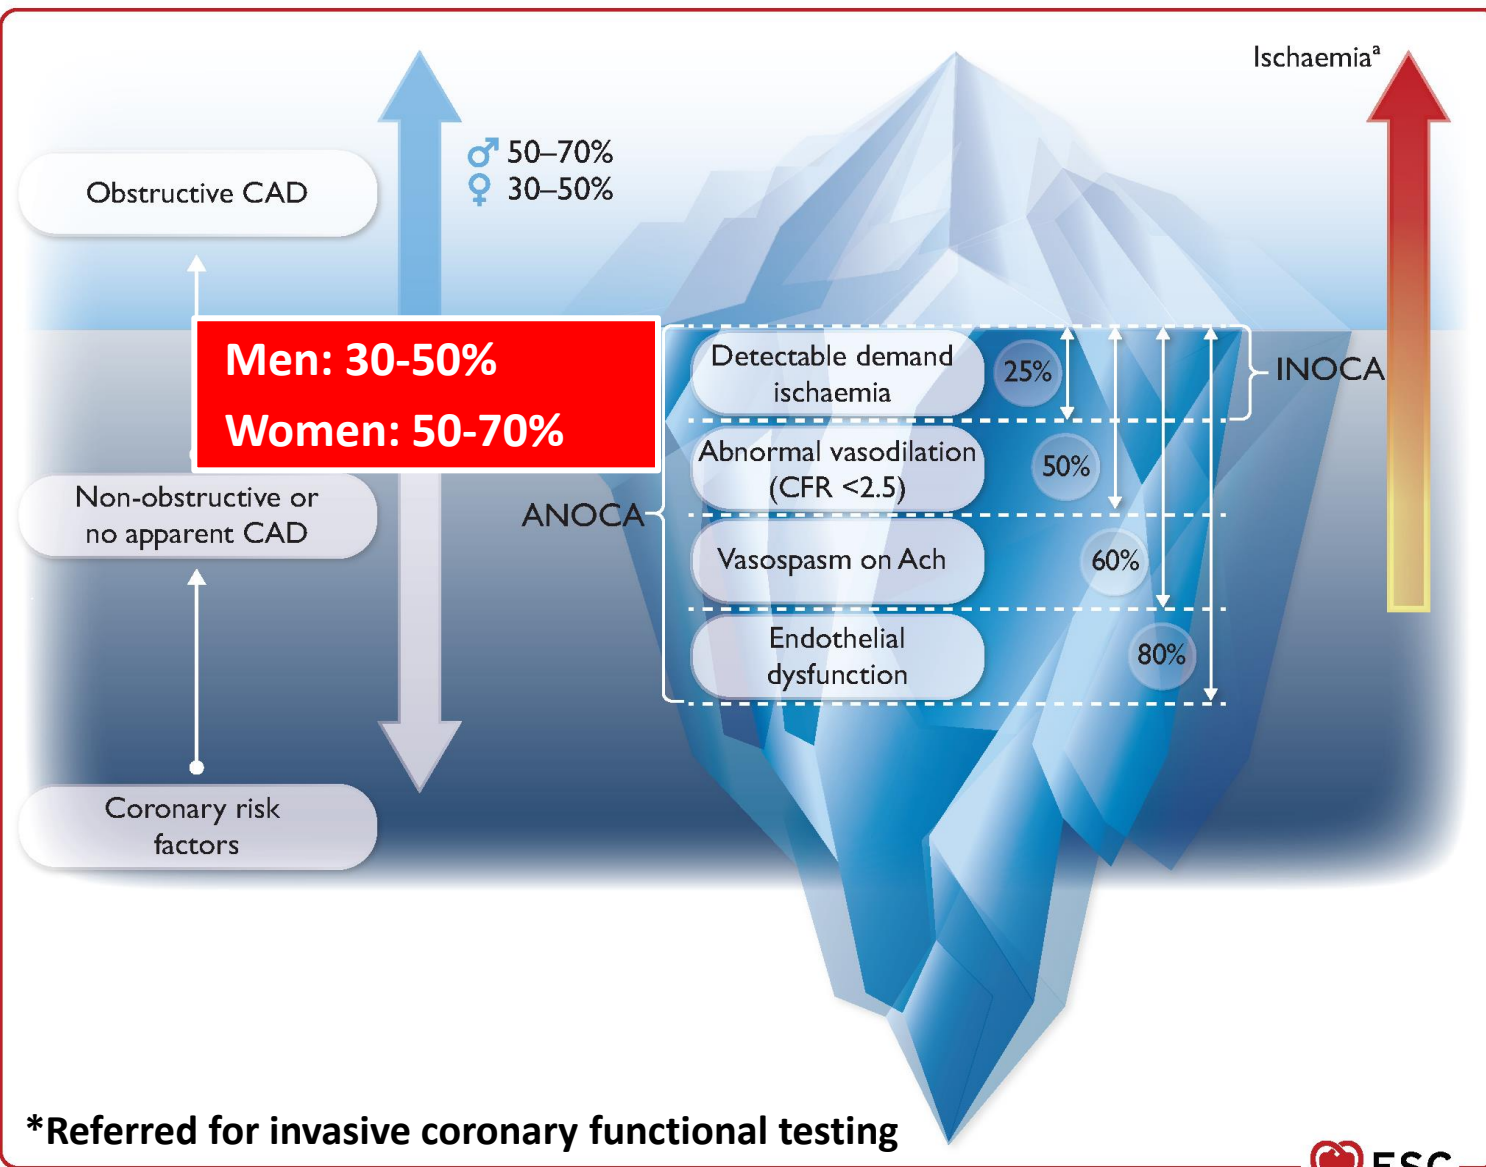 Ischaemiaᵃ
♂ 50–70%
♀ 30–50%
Obstructive CAD
Men: 30-50%
Women: 50-70%
Detectable demand
ischaemia
25%
INOCA
Abnormal vasodilation
(CFR <2.5)
50%
Non-obstructive or
no apparent CAD
ANOCA
Vasospasm on Ach
60%
Endothelial
dysfunction
80%
Coronary risk
factors
*Referred for invasive coronary functional testing
ESC